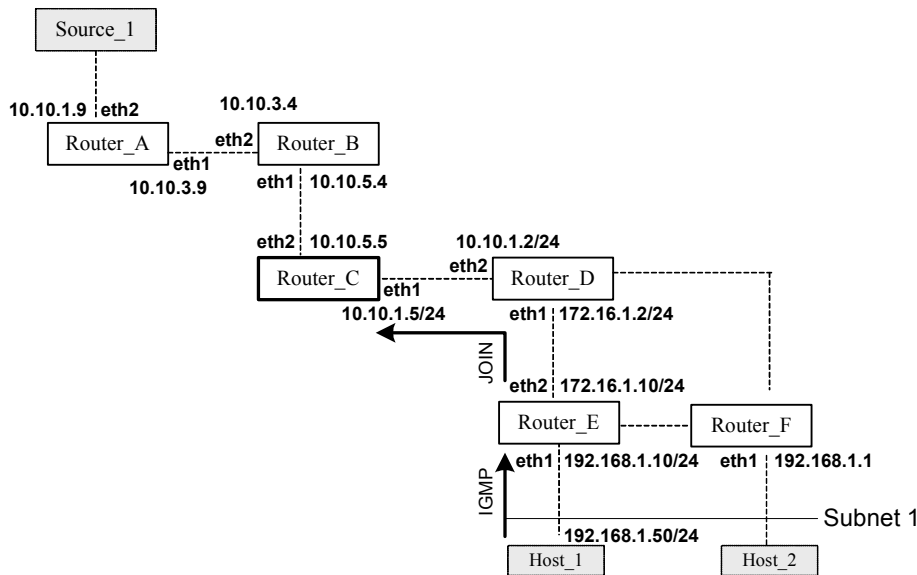 Source_1
10.10.1.9 eth2
10.10.3.4
Router_A
eth2
Router_B
eth1
10.10.3.9
eth1 10.10.5.4
eth2 10.10.5.5
10.10.1.2/24
Router_C
eth2
Router_D
eth1
10.10.1.5/24
eth1 172.16.1.2/24
JOIN
eth2 172.16.1.10/24
Router_E
Router_F
eth1 192.168.1.10/24
eth1 192.168.1.1
IGMP
Subnet 1
192.168.1.50/24
Host_1
Host_2